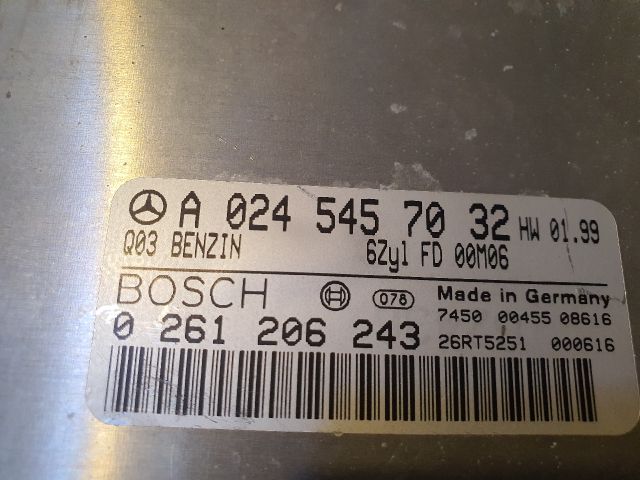 A 024 545 70 32 HW 01.99
Q03 BENZIN 6Zyl FD 00M06
BOSCH 078 Made in Germany
7450 00455 08616
0 261 206 243 26RT5251 000616